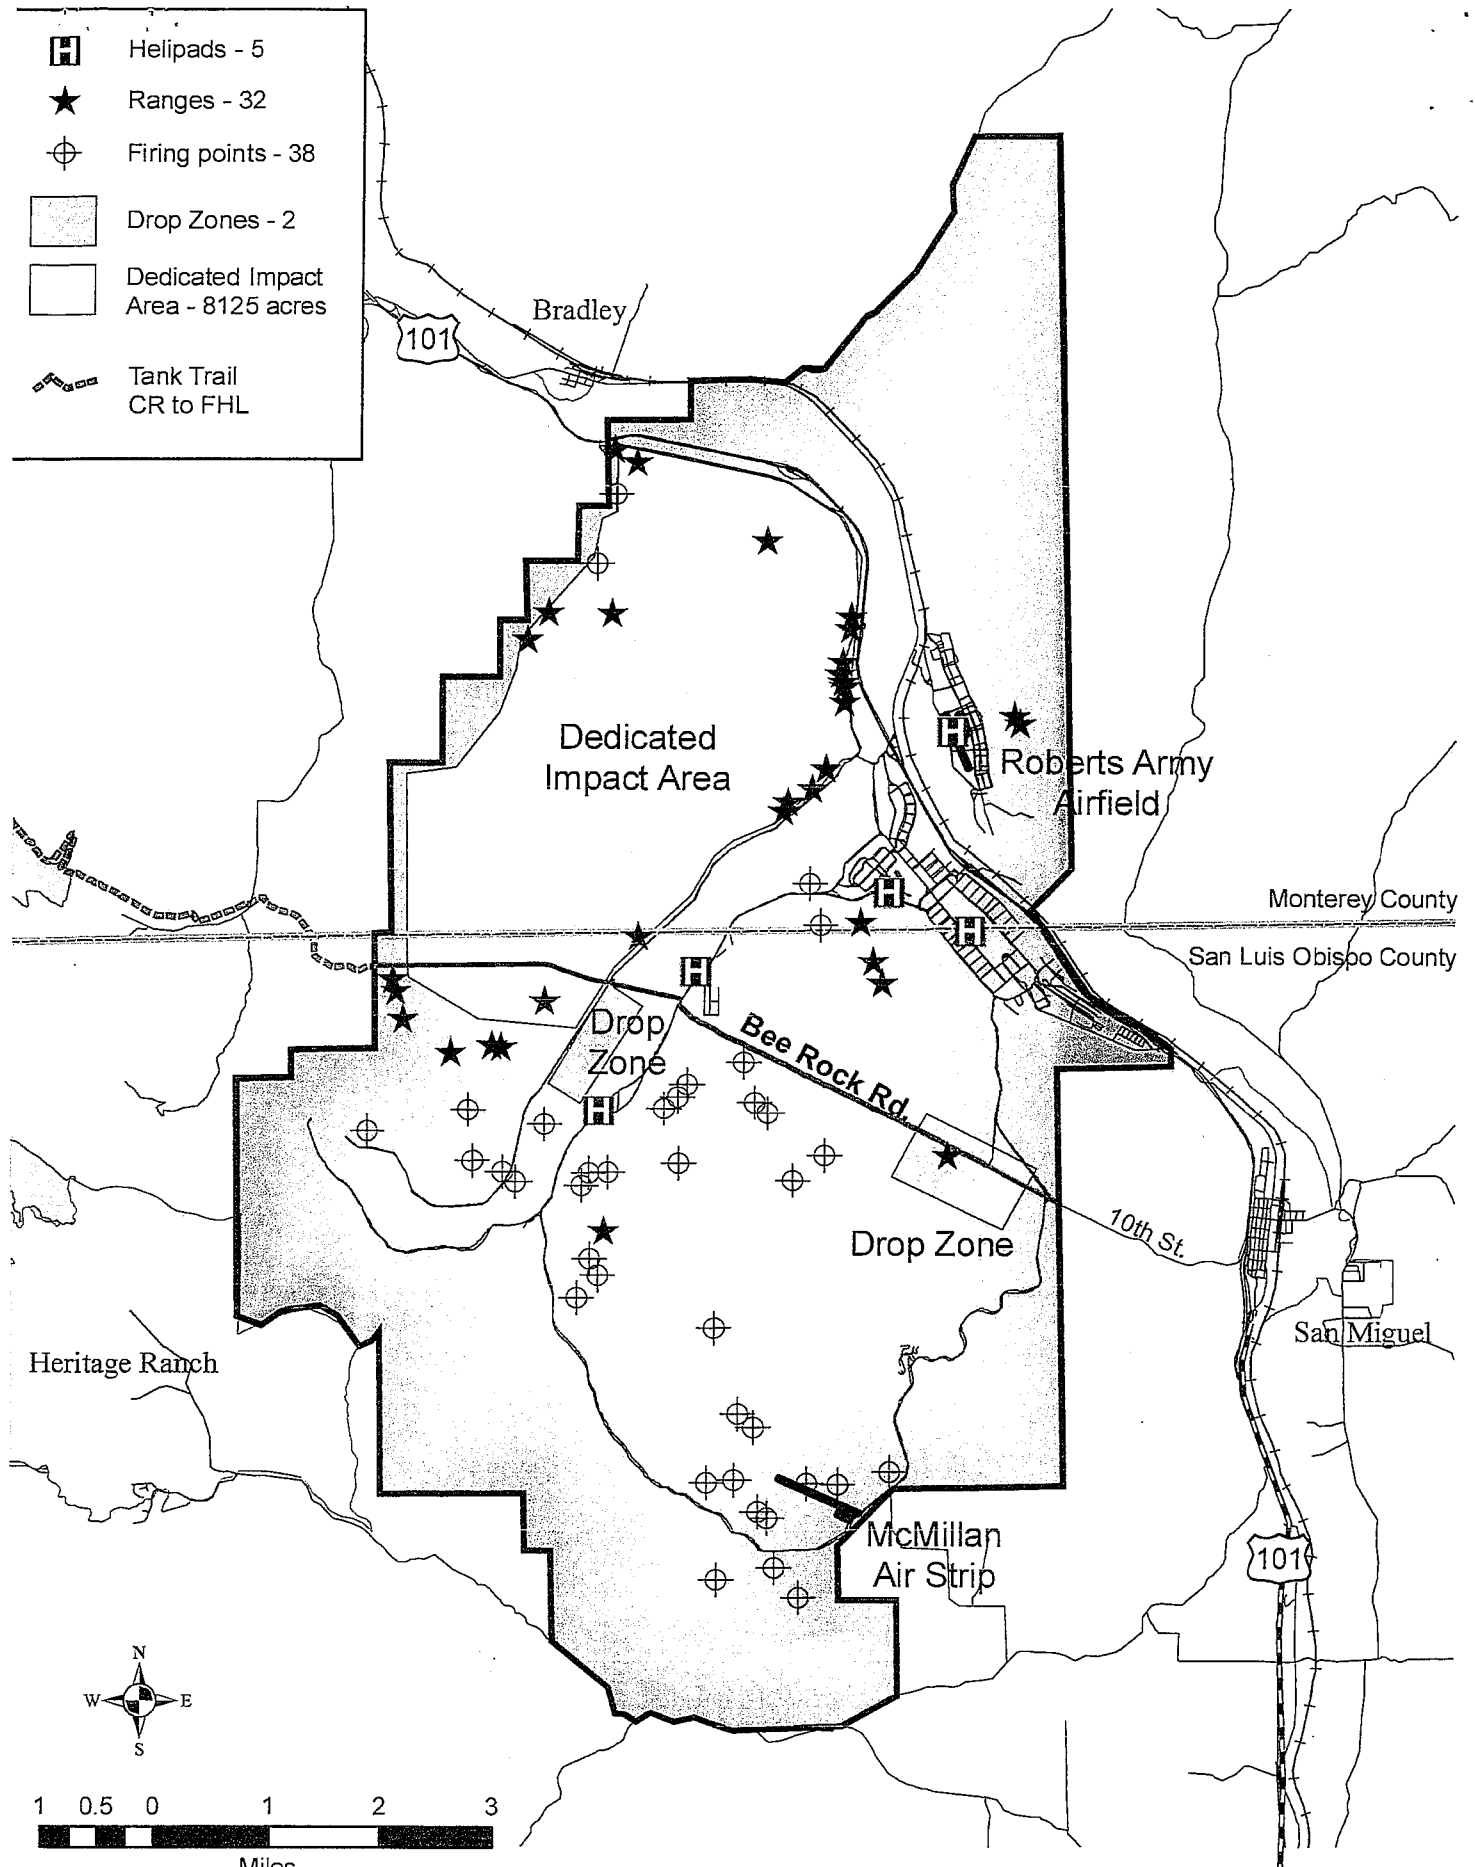 H Helipads - 5
Ranges - 32
Firing points - 38
Drop Zones - 2
Dedicated Impact
Area - 8125 acres
Tank Trail
CR to FHL
Bradley
101
Dedicated
Impact Area
H
Roberts Army
Airfield
H
Monterey County
H
San Luis Obispo County
H
Drop
Zone
Bee Rock Rd.
H
10th St.
Drop Zone
San Miguel
Heritage Ranch
McMillan
Air Strip
101
N
W E
S
1 0.5 0 1 2 3
Miles